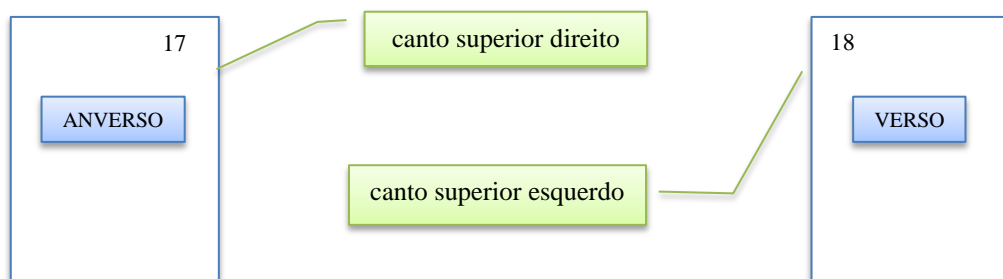 17
ANVERSO
canto superior direito
canto superior esquerdo
18
VERSO